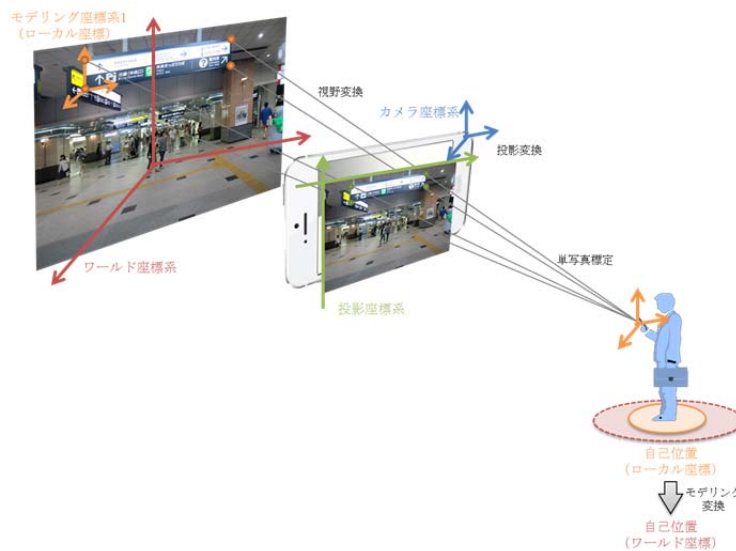 モデリング座標系1
(ローカル座標)
視野変換
カメラ座標系
投影変換
ワールド座標系
投影座標系
単写真標定
自己位置
(ローカル座標)
モデリング
変換
自己位置
(ワールド座標)